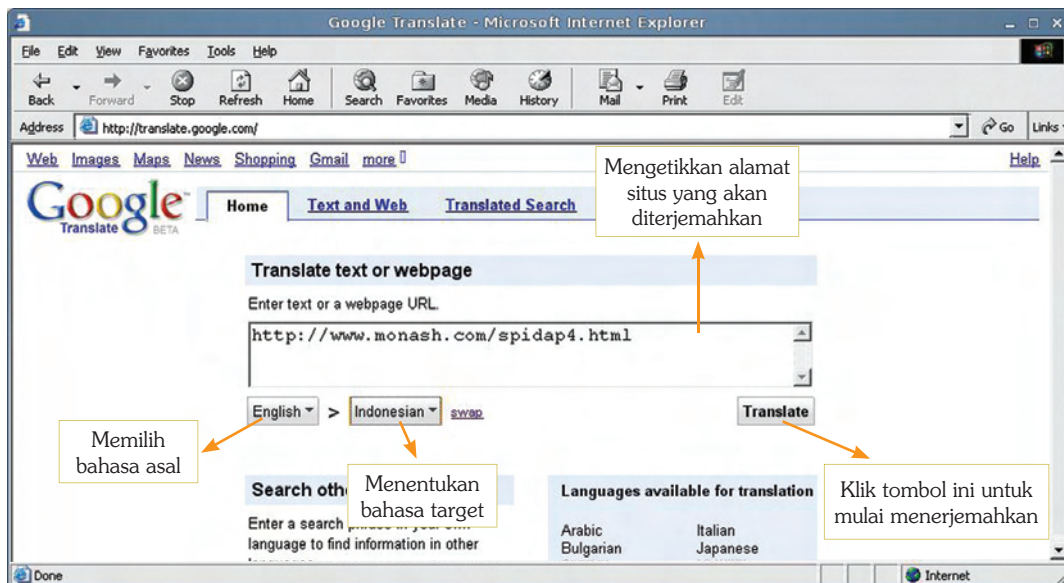 Google Translate - Microsoft Internet Explorer
File Edit View Favorites Tools Help
Back Forward Stop Refresh Home Search Favorites Media History Mail Print Edit
Address http://translate.google.com/ Go Links
Web Images Maps News Shopping Gmail more Help
Google Translate BETA
Home Text and Web Translated Search
Mengetikkan alamat
situs yang akan
diterjemahkan
Translate text or webpage
Enter text or a webpage URL.
http://www.monash.com/spidap4.html
English > Indonesian swap Translate
Memilih
bahasa asal
Menentukan
bahasa target
Klik tombol ini untuk
mulai menerjemahkan
Search oth
Enter a search
language to find information in other
Languages available for translation
Arabic Italian
Bulgarian Japanese
Done Internet